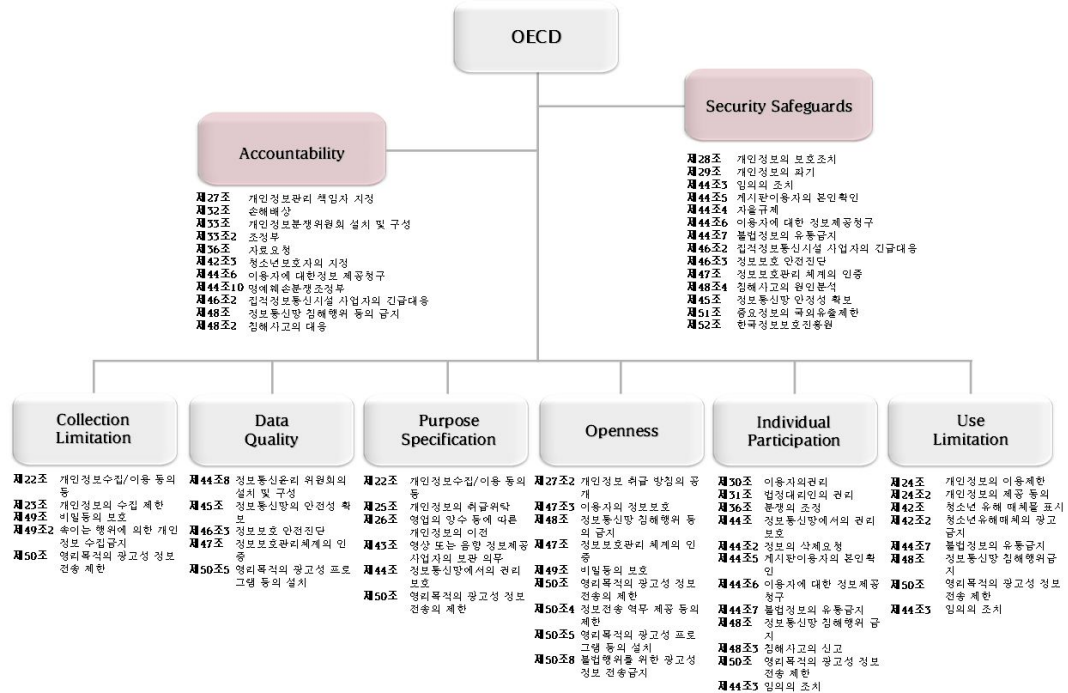 OECD
Security Safeguards
제28조 개인정보의 보호조치
제29조 개인정보의 파기
제44조3 임의의 조치
제44조5 게시판이용자의 본인확인
제44조4 자율규제
제44조6 이용자에 대한 정보제공청구
제44조7 불법정보의 유통금지
제46조2 집적정보통신시설 사업자의 긴급대응
제46조3 정보보호 안전진단
제47조 정보보호관리 체계의 인증
제48조4 침해사고의 원인분석
제45조 정보통신망 안정성 확보
제51조 중요정보의 국외유출제한
제52조 한국정보보호진흥원
Accountability
제27조 개인정보관리 책임자 지정
제32조 손해배상
제33조 개인정보분쟁위원회 설치 및 구성
제33조2 조정부
제36조 자료요청
제42조3 청소년보호자의 지정
제44조6 이용자에 대한정보 제공청구
제44조10 명예훼손분쟁조정부
제46조2 집적정보통신시설 사업자의 긴급대응
제48조 정보통신망 침해행위 등의 금지
제48조2 침해사고의 대응
Collection
Limitation
제22조 개인정보수집/이용 동의
등
제23조 개인정보의 수집 제한
제49조 비밀등의 보호
제49조2 속이는 행위에 의한 개인
정보 수집금지
제50조 영리목적의 광고성 정보
전송 제한
Data
Quality
제44조8 정보통신윤리 위원회의
설치 및 구성
제45조 정보통신망의 안전성 확
보
제46조3 정보보호 안전진단
제47조 정보보호관리체계의 인
증
제50조5 영리목적의 광고성 프로
그램 등의 설치
Purpose
Specification
제22조 개인정보수집/이용 동의
등
제25조 개인정보의 취급위탁
제26조 영업의 양수 등에 따른
개인정보의 이전
제43조 영상 또는 음향 정보제공
사업자의 보관 의무
제44조 정보통신망에서의 권리
보호
제50조 영리목적의 광고성 정보
전송의 제한
Openness
제27조2 개인정보 취급 방침의 공
개
제47조3 이용자의 정보보호
제48조 정보통신망 침해행위 등
의 금지
제47조 정보보호관리 체계의 인
증
제49조 비밀등의 보호
제50조 영리목적의 광고성 정보
전송의 제한
제50조4 정보전송 역무 제공 등의
제한
제50조5 영리목적의 광고성 프로
그램 등의 설치
제50조8 불법행위를 위한 광고성
정보 전송금지
Individual
Participation
제30조 이용자의권리
제31조 법정대리인의 권리
제36조 분쟁의 조정
제44조 정보통신망에서의 권리
보호
제44조2 정보의 삭제요청
제44조5 게시판이용자의 본인확
인
제44조6 이용자에 대한 정보제공
청구
제44조7 불법정보의 유통금지
제48조 정보통신망 침해행위 금
지
제48조3 침해사고의 신고
제50조 영리목적의 광고성 정보
전송 제한
제44조3 임의의 조치
Use
Limitation
제24조 개인정보의 이용제한
제24조2 개인정보의 제공 동의
제42조 청소년 유해 매체물 표시
제42조2 청소년유해매체의 광고
금지
제44조7 불법정보의 유통금지
제48조 정보통신망 침해행위금
지
제50조 영리목적의 광고성 정보
전송의 제한
제44조3 임의의 조치